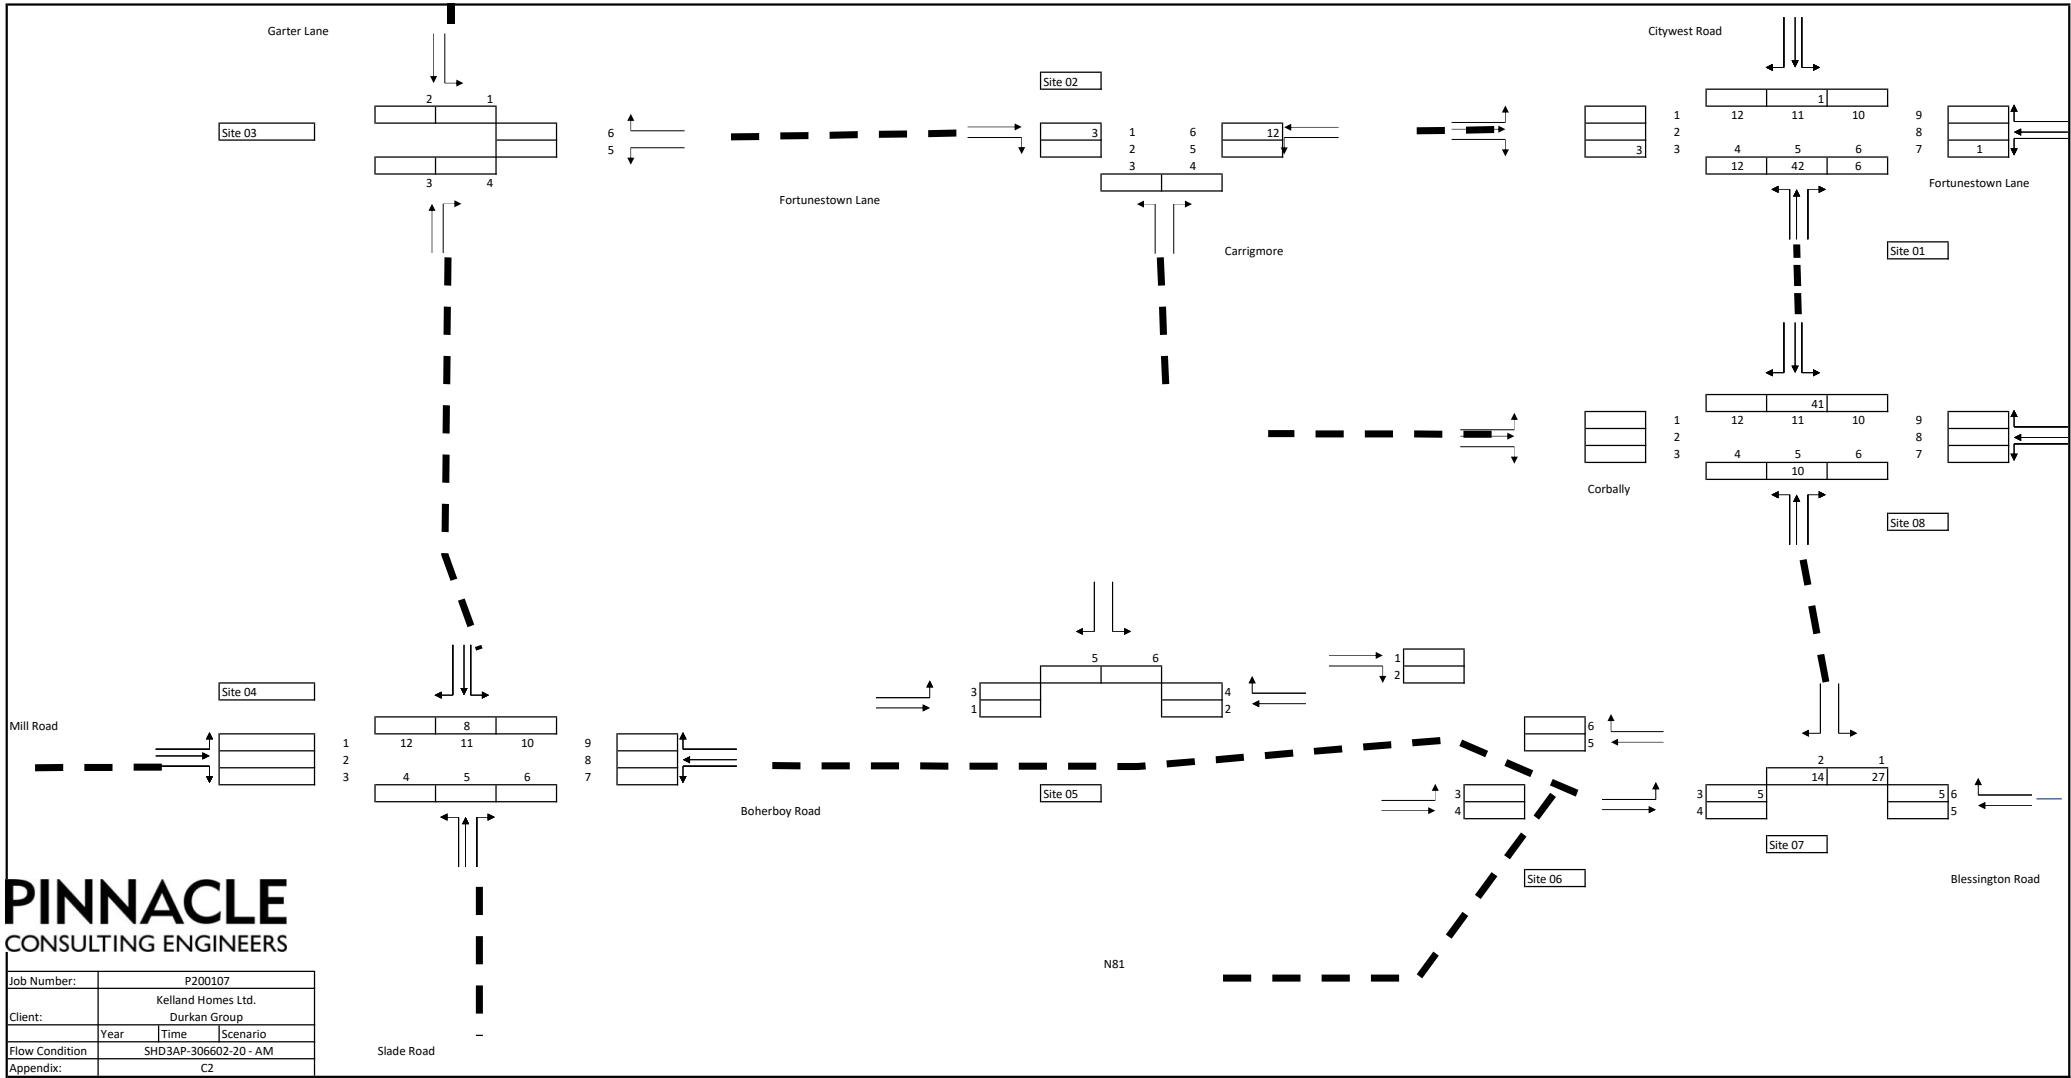 Garter Lane
Citywest Road
Site 02
2 1
1
Site 03
6
5
3 1 6 12
2 5
3 4
1 12 11 10 9
2 8
3 3 4 5 6 7 1
12 42 6
3 4
Fortunestown Lane
Fortunestown Lane
Carrigmore
Site 01
41
1 12 11 10 9
2 8
3 4 5 6 7
10
Corbally
Site 08
5 6
1
2
Site 04
3 4
1 2
Mill Road
8
1 12 11 10 9
2 8
3 4 5 6 7
6
5
2 1
14 27
Site 05
3
4
3 5 5 6
4 5
Boherboy Road
Site 07
Site 06
Blessington Road
PINNACLE
CONSULTING ENGINEERS
N81
Job Number: P200107
Kelland Homes Ltd.
Client: Durkan Group
Year Time Scenario
Flow Condition SHD3AP-306602-20 - AM
Slade Road
Appendix: C2